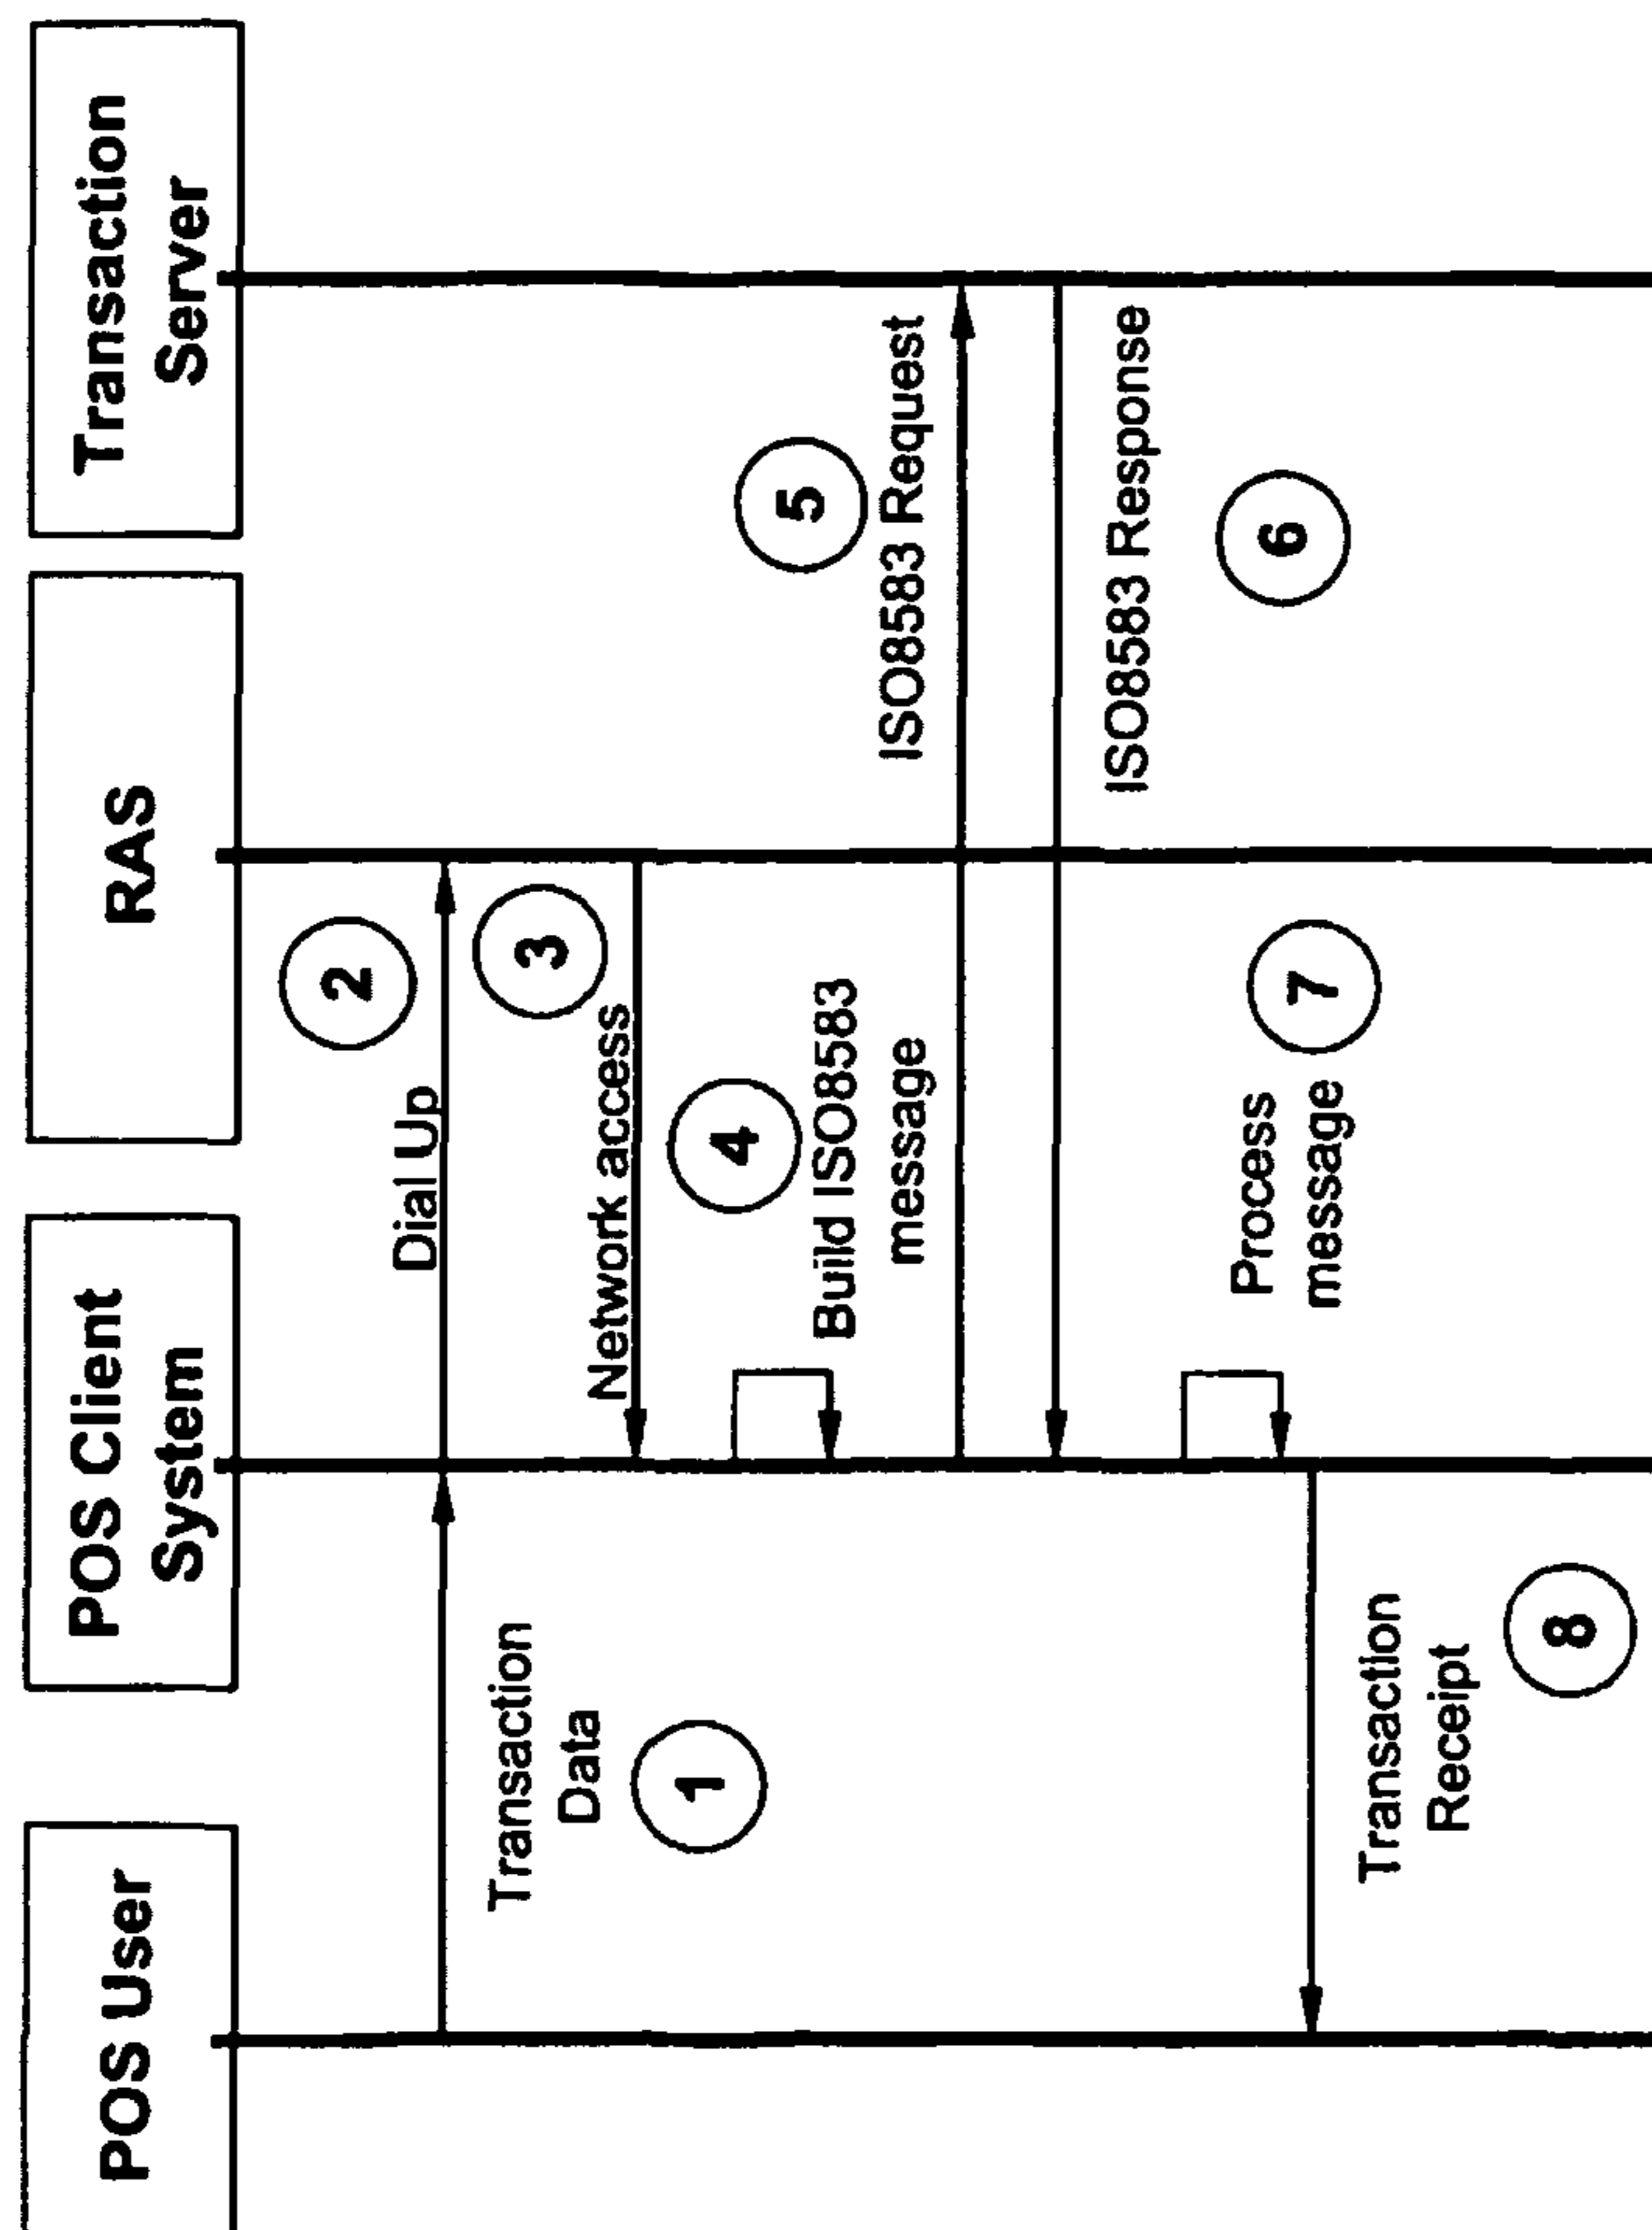 POS User
POS Client
System
RAS
Transaction
Server
Transaction
Data
1
Dial Up
2
3
Network access
4
Build ISO8583
message
5
ISO8583 Request
ISO8583 Response
6
Process
message
7
Transaction
Receipt
8